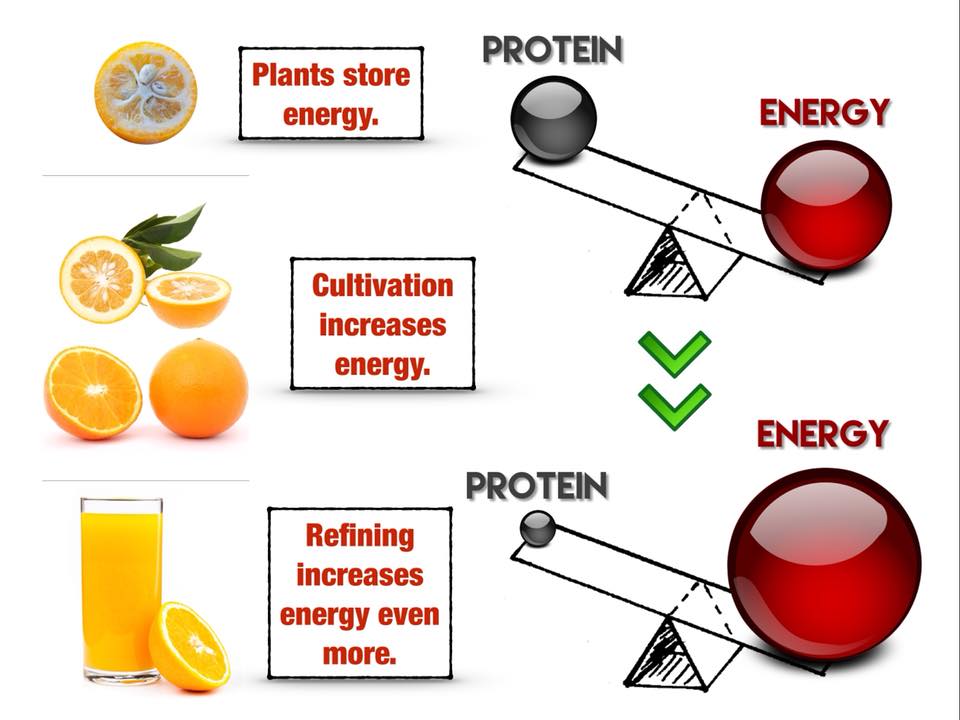 Plants store
energy.
PROTEIN
ENERGY
Cultivation
increases
energy.
Refining
increases
energy even
more.
PROTEIN
ENERGY